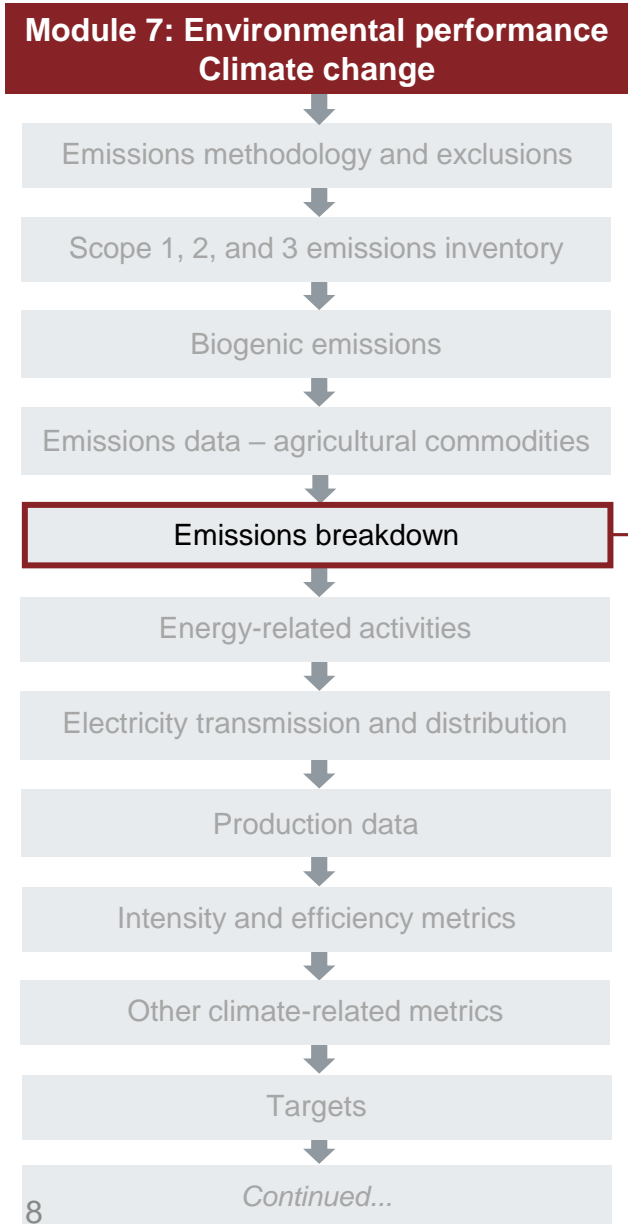 Module 7: Environmental performance
Climate change
Emissions methodology and exclusions
Scope 1, 2, and 3 emissions inventory
Biogenic emissions
Emissions data – agricultural commodities
Emissions breakdown
Energy-related activities
Electricity transmission and distribution
Production data
Intensity and efficiency metrics
Other climate-related metrics
Targets
Continued...
8